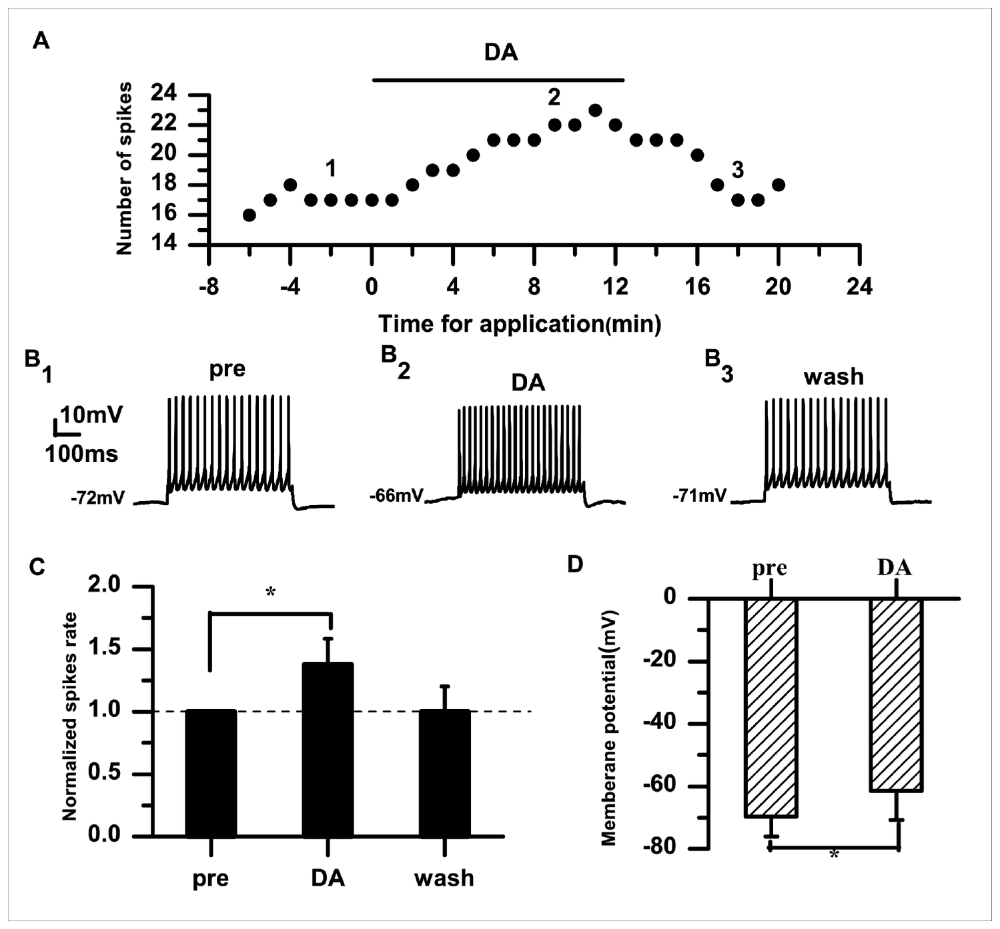 A
DA
Number of spikes
24
22
20
18
16
14
1
2
3
-8 -4 0 4 8 12 16 20 24
Time for application(min)
B1
pre
10mV
100ms
-72mV
B2
DA
-66mV
B3
wash
-71mV
C
Normalized spikes rate
2.0
1.5
1.0
0.5
0.0
*
pre DA wash
D
pre DA
Memberane potential(mV)
0
-20
-40
-60
-80
*